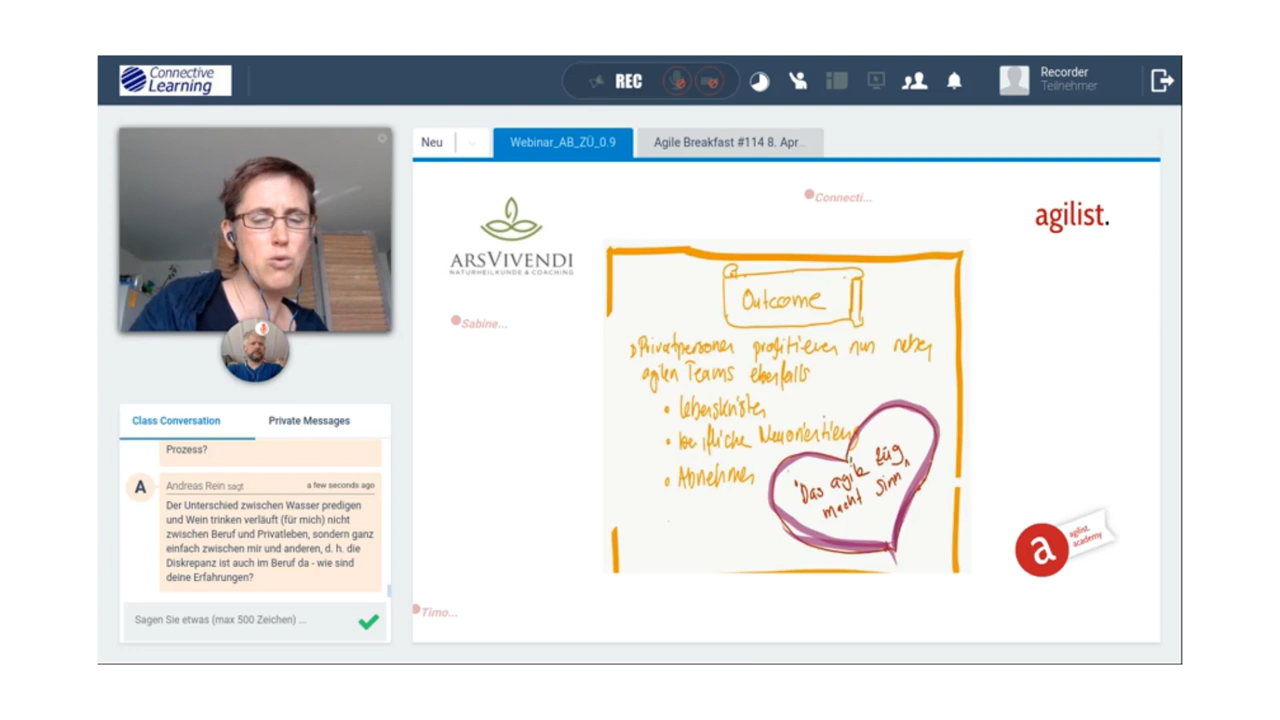 Connective
Learning
REC
Recorder
Teilnehmer
Neu
Webinar_AB_ZÜ_0.9
Agile Breakfast #114 8. Apr...
Connecti...
ARSVIVENDI
NATURHEILKUNDE & COACHING
agilist.
Sabine...
Outcome
Privatpersonen profitieren nun neben
agilen Teams ebenfalls
• Lebenskrisen
• berufliche Neuorientierung
• Abnehmen
"Das agile Züg
macht Sinn"
a
agilist.
academy
Timo...
Class Conversation
Private Messages
Prozess?
A
Andreas Rein sagt
a few seconds ago
Der Unterschied zwischen Wasser predigen
und Wein trinken verläuft (für mich) nicht
zwischen Beruf und Privatleben, sondern ganz
einfach zwischen mir und anderen, d. h. die
Diskrepanz ist auch im Beruf da - wie sind
deine Erfahrungen?
Sagen Sie etwas (max 500 Zeichen) ...